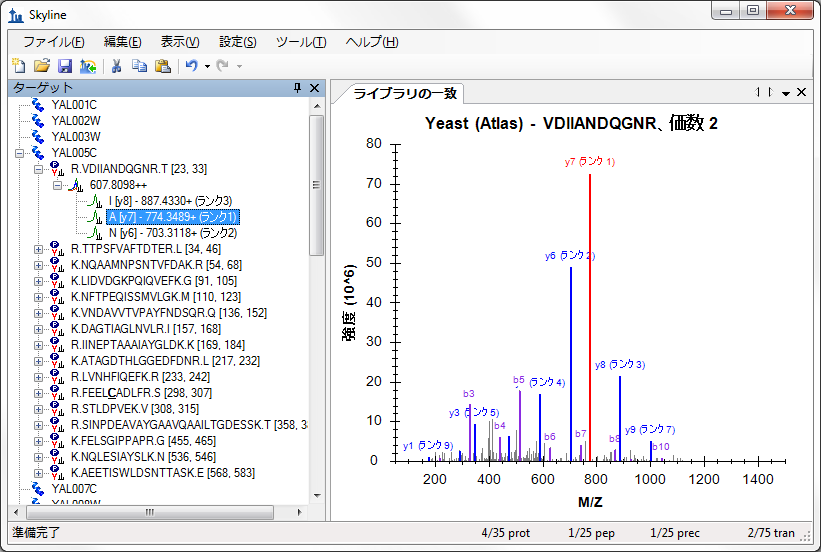 Skyline
ファイル(F) 編集(E) 表示(V) 設定(S) ツール(T) ヘルプ(H)
ターゲット
YAL001C
YAL002W
YAL003W
YAL005C
R.VDIIANDQGNR.T [23, 33]
607.8098++
I [y8] - 887.4330+ (ランク3)
A [y7] - 774.3489+ (ランク1)
N [y6] - 703.3118+ (ランク2)
R.TTPSFVAFTDTER.L [34, 46]
K.NQAAMNPSNTVFDAK.R [54, 68]
K.LIDVDGKPQIQVEFK.G [91, 105]
K.NFTPEQISSMVLGK.M [110, 123]
K.VNDAVVTVPAYFNDSQR.Q [136, 152]
K.DAGTIAGLNVLR.I [157, 168]
R.IINEPTAAAIAYGLDK.K [169, 184]
K.ATAGDTHLGGEDFDNR.L [217, 232]
R.LVNHFIQEFK.R [233, 242]
R.FEELCADLFR.S [298, 307]
R.STLDPVEK.V [308, 315]
R.SINPDEAVAYGAAVQAAILTGDESSK.T [358, 3
K.FELSGIPPAPR.G [455, 465]
K.NQLESIAYSLK.N [536, 546]
K.AEETISWLDSNTTASK.E [568, 583]
YAL007C
YAL008W
ライブラリの一致
Yeast (Atlas) - VDIIANDQGNR、価数 2
強度 (10^6)
80
70
60
50
40
30
20
10
0
y7 (ランク 1)
y6 (ランク 2)
y8 (ランク 3)
b5
(ランク 4)
b3
y3 (ランク 5)
b4
y9 (ランク 7)
b6
b7
b8
y1 (ランク 9)
b10
200 400 600 800 1000 1200 1400
M/Z
準備完了
4/35 prot 1/25 pep 1/25 prec 2/75 tran